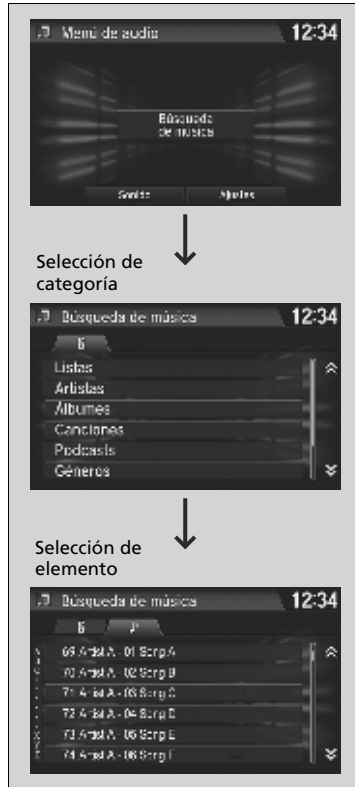 Menú de audio 12:34
Búsqueda
de música
Sonido Ajustes
Selección de
categoría
Búsqueda de música 12:34
Listas
Artistas
Álbumes
Canciones
Podcasts
Géneros
Selección de
elemento
Búsqueda de música 12:34
69 Artist A - 01 Song A
70 Artist A - 02 Song B
71 Artist A - 03 Song C
72 Artist A - 04 Song D
73 Artist A - 05 Song E
74 Artist A - 06 Song F